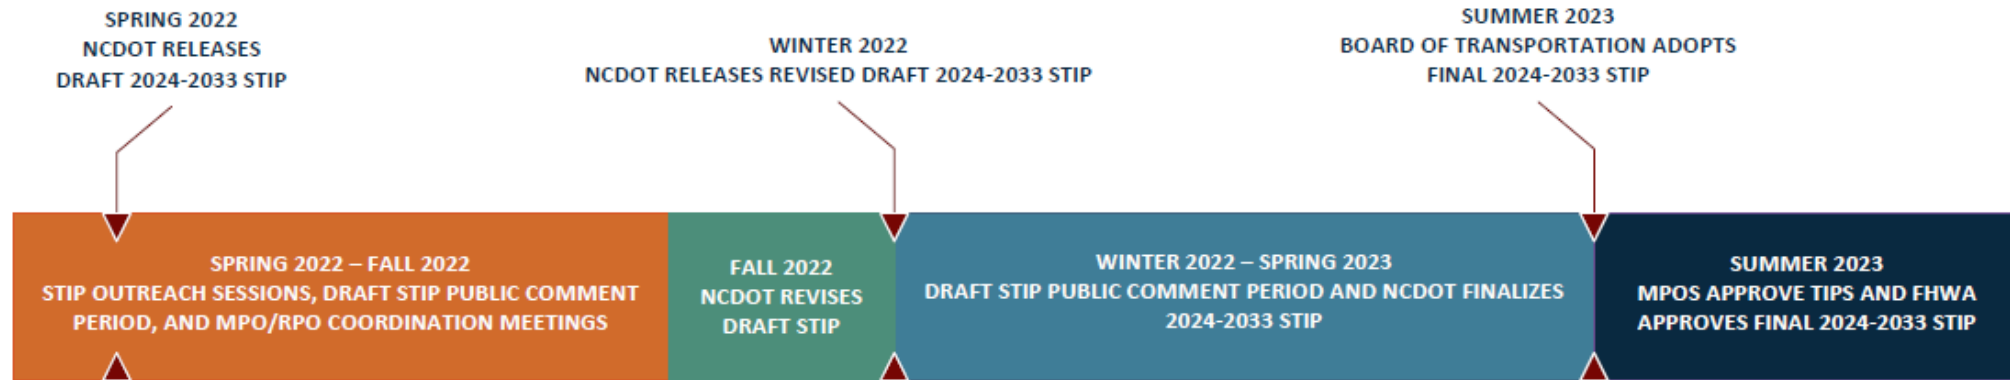 SPRING 2022
NCDOT RELEASES
DRAFT 2024-2033 STIP
WINTER 2022
NCDOT RELEASES REVISED DRAFT 2024-2033 STIP
SUMMER 2023
BOARD OF TRANSPORTATION ADOPTS
FINAL 2024-2033 STIP
SPRING 2022 – FALL 2022
STIP OUTREACH SESSIONS, DRAFT STIP PUBLIC COMMENT
PERIOD, AND MPO/RPO COORDINATION MEETINGS
FALL 2022
NCDOT REVISES
DRAFT STIP
WINTER 2022 – SPRING 2023
DRAFT STIP PUBLIC COMMENT PERIOD AND NCDOT FINALIZES
2024-2033 STIP
SUMMER 2023
MPOS APPROVE TIPS AND FHWA
APPROVES FINAL 2024-2033 STIP